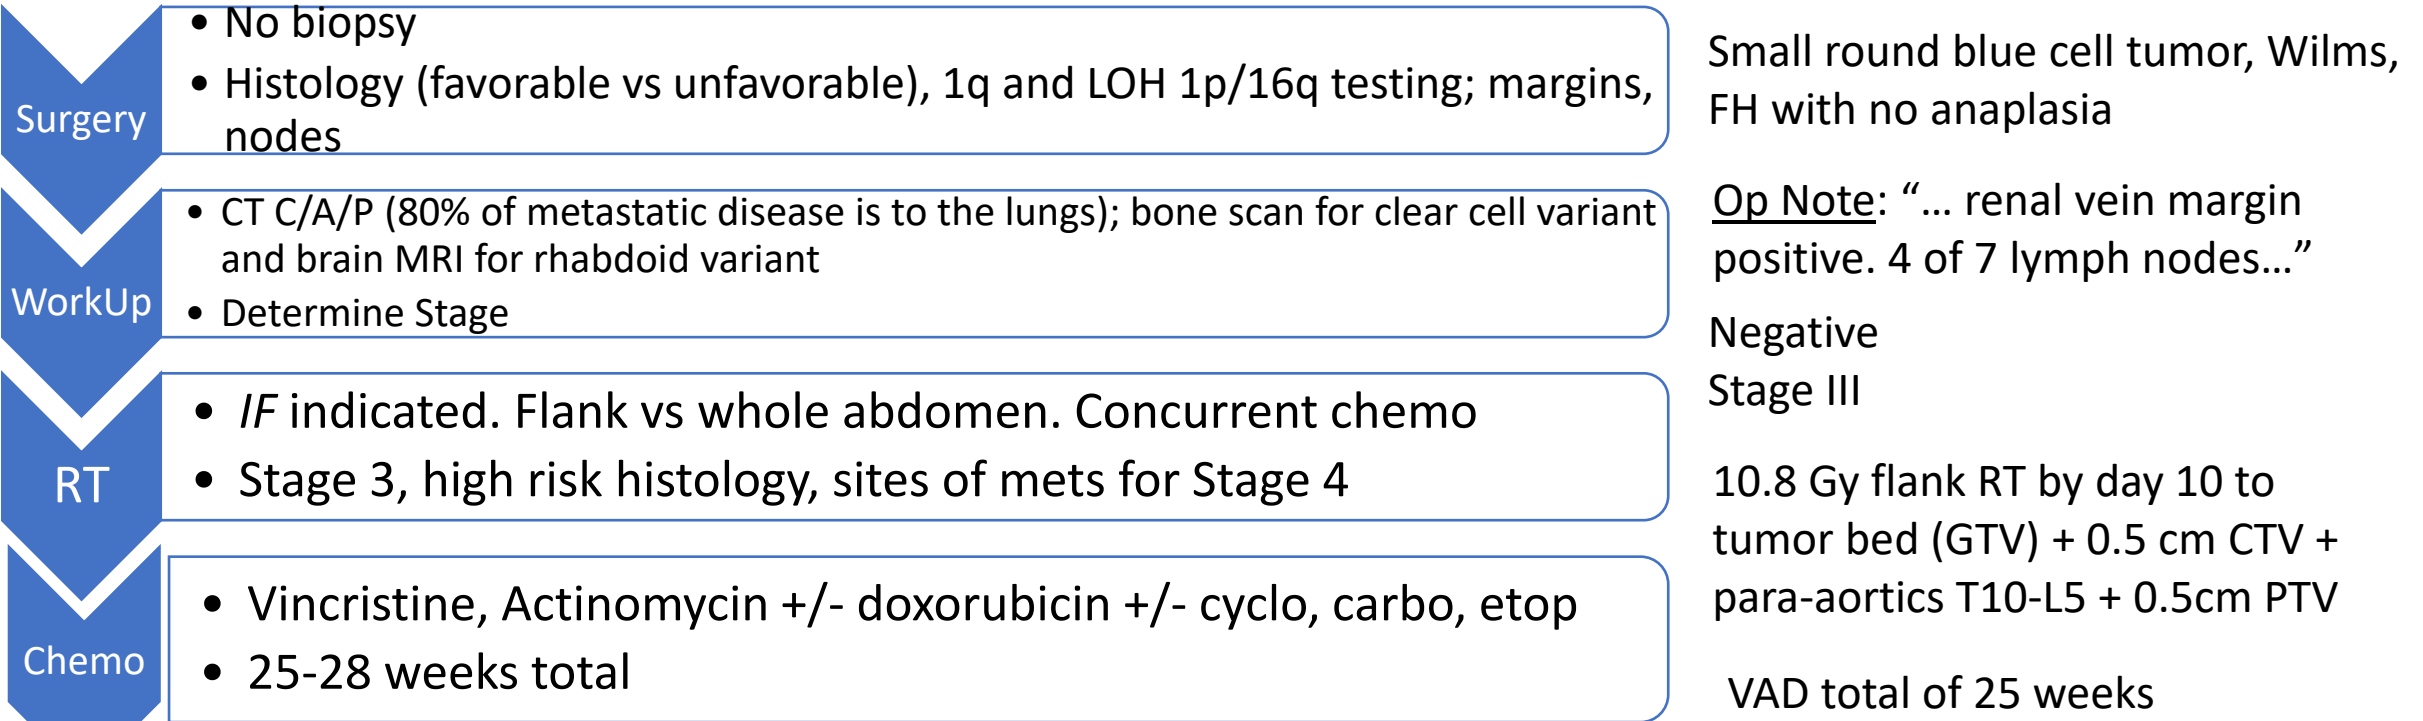 Surgery
• No biopsy
• Histology (favorable vs unfavorable), 1q and LOH 1p/16q testing; margins,
nodes
Small round blue cell tumor, Wilms,
FH with no anaplasia
WorkUp
• CT C/A/P (80% of metastatic disease is to the lungs); bone scan for clear cell variant
and brain MRI for rhabdoid variant
• Determine Stage
Op Note: “... renal vein margin
positive. 4 of 7 lymph nodes...”
Negative
Stage III
RT
• IF indicated. Flank vs whole abdomen. Concurrent chemo
• Stage 3, high risk histology, sites of mets for Stage 4
10.8 Gy flank RT by day 10 to
tumor bed (GTV) + 0.5 cm CTV +
para-aortics T10-L5 + 0.5cm PTV
Chemo
• Vincristine, Actinomycin +/- doxorubicin +/- cyclo, carbo, etop
• 25-28 weeks total
VAD total of 25 weeks